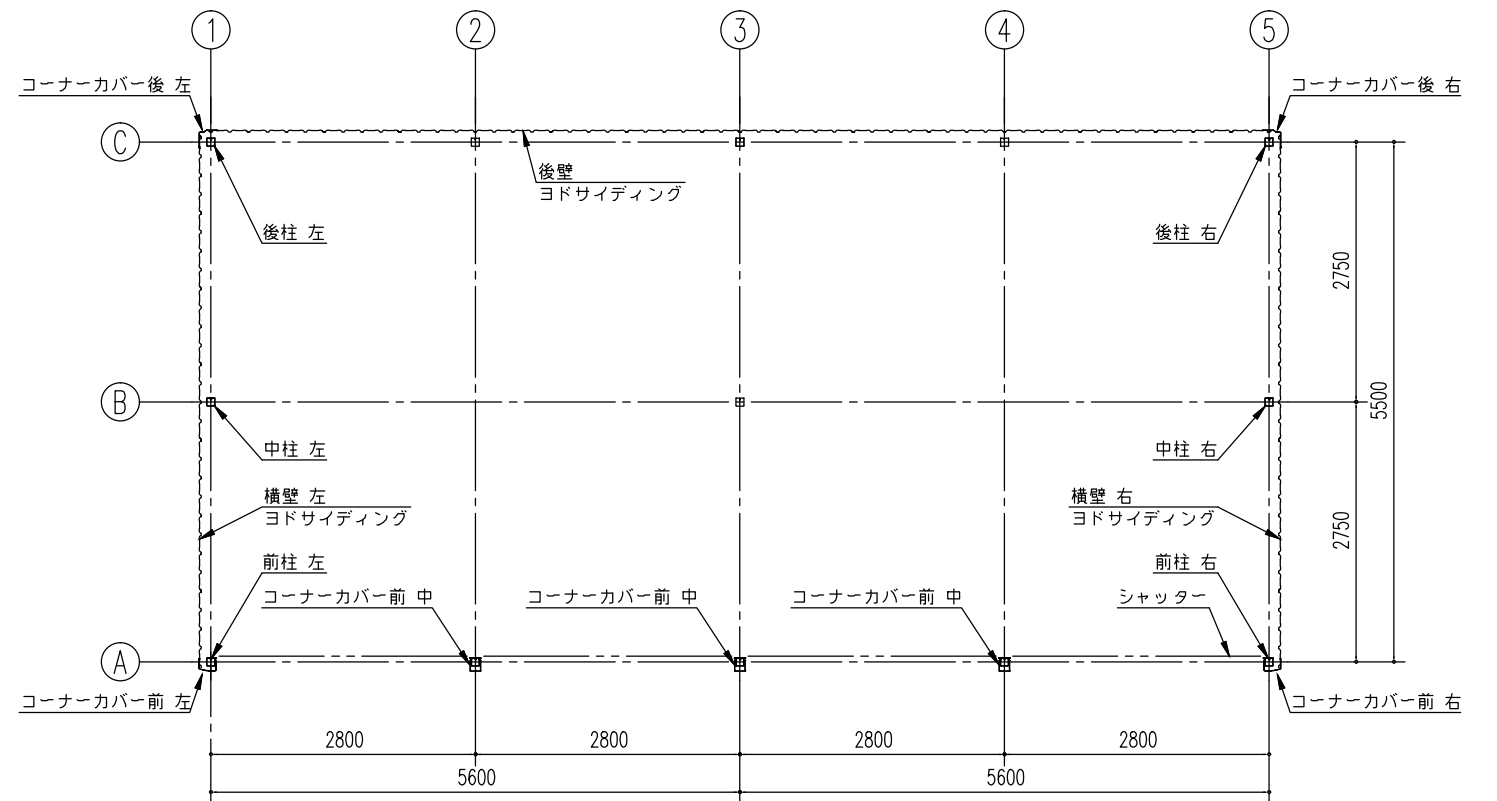 1 2 3 4 5
コーナーカバー後 左
コーナーカバー後 右
C
後壁
ヨドサイディング
後柱 左
後柱 右
2750
B
5500
中柱 左
中柱 右
横壁 左
ヨドサイディング
横壁 右
ヨドサイディング
2750
前柱 左
前柱 右
コーナーカバー前 中
コーナーカバー前 中
コーナーカバー前 中
シャッター
A
コーナーカバー前 左
コーナーカバー前 右
2800 2800 2800 2800
5600 5600